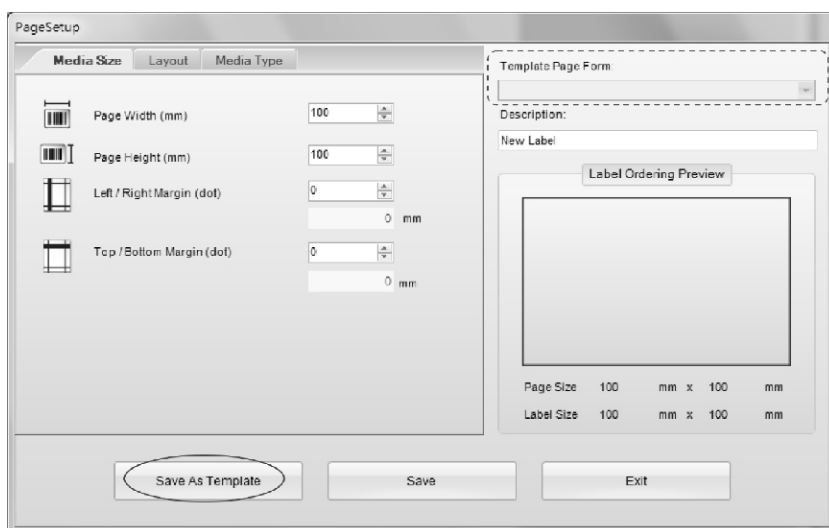 PageSetup
Media Size Layout Media Type
Page Width (mm) 100
Page Height (mm) 100
Left / Right Margin (dot) 0
0 mm
Top / Bottom Margin (dot) 0
0 mm
Template Page Form:
Description:
New Label
Label Ordering Preview
Page Size 100 mm x 100 mm
Label Size 100 mm x 100 mm
Save As Template Save Exit